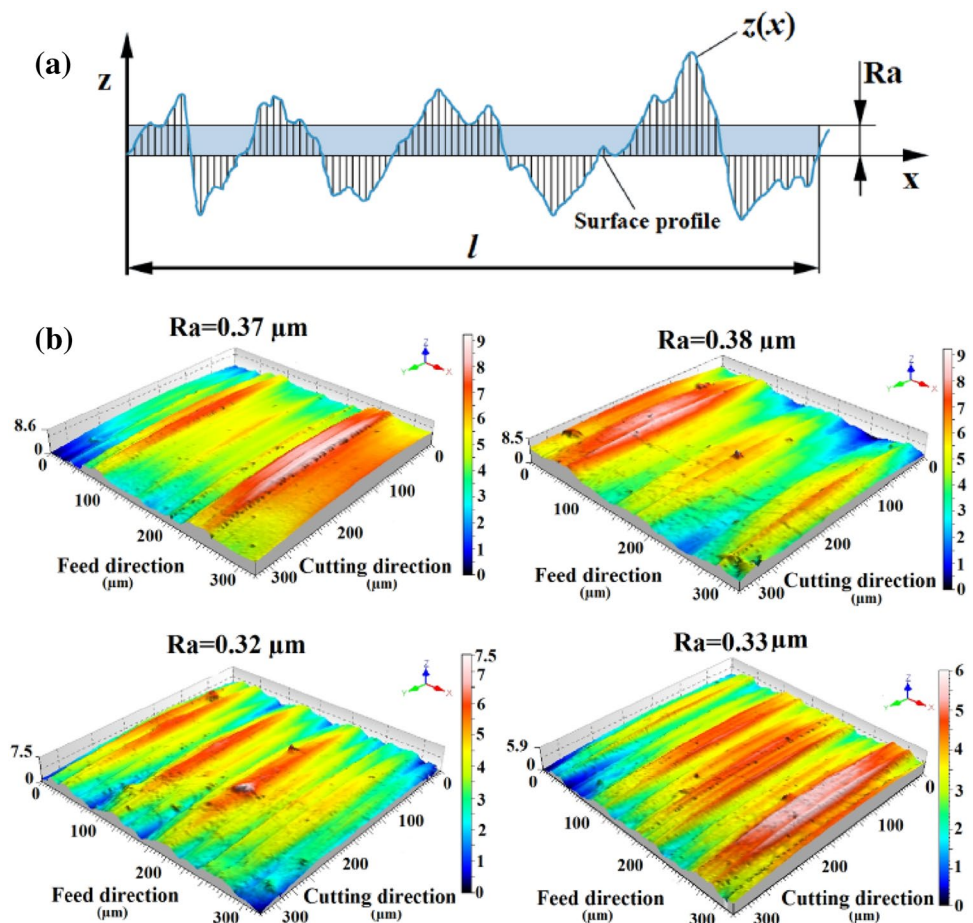 (a)
z
z(x)
Ra
x
Surface profile
l
(b)
Ra=0.37 µm
Z
Y
X
9
8
7
6
5
4
3
2
1
0
8.6
0
0
100
200
300
Feed direction
(µm)
0
100
200
300
Cutting direction
(µm)
Ra=0.38 µm
Z
Y
X
9
8
7
6
5
4
3
2
1
0
8.5
0
0
100
200
300
Feed direction
(µm)
0
100
200
300
Cutting direction
(µm)
Ra=0.32 µm
Z
Y
X
7.5
6
5
4
3
2
1
0
7.5
0
0
100
200
300
Feed direction
(µm)
0
100
200
300
Cutting direction
(µm)
Ra=0.33 µm
Z
Y
X
6
5
4
3
2
1
0
5.9
0
0
100
200
300
Feed direction
(µm)
0
100
200
300
Cutting direction
(µm)